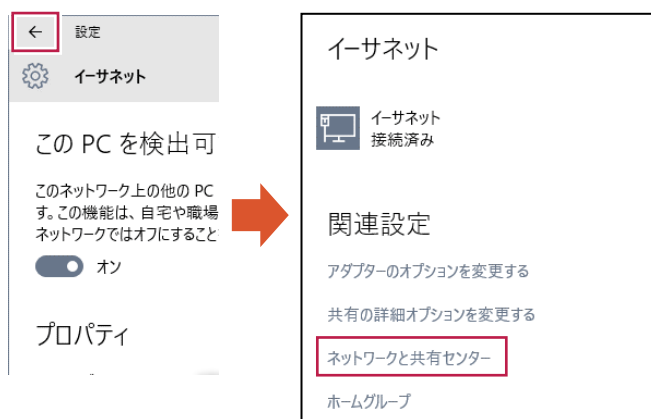 設定
イーサネット
この PC を検出可
このネットワーク上の他の PC
す。この機能は、自宅や職場
ネットワークではオフにすること
オン
プロパティ
イーサネット
イーサネット
接続済み
関連設定
アダプターのオプションを変更する
共有の詳細オプションを変更する
ネットワークと共有センター
ホームグループ